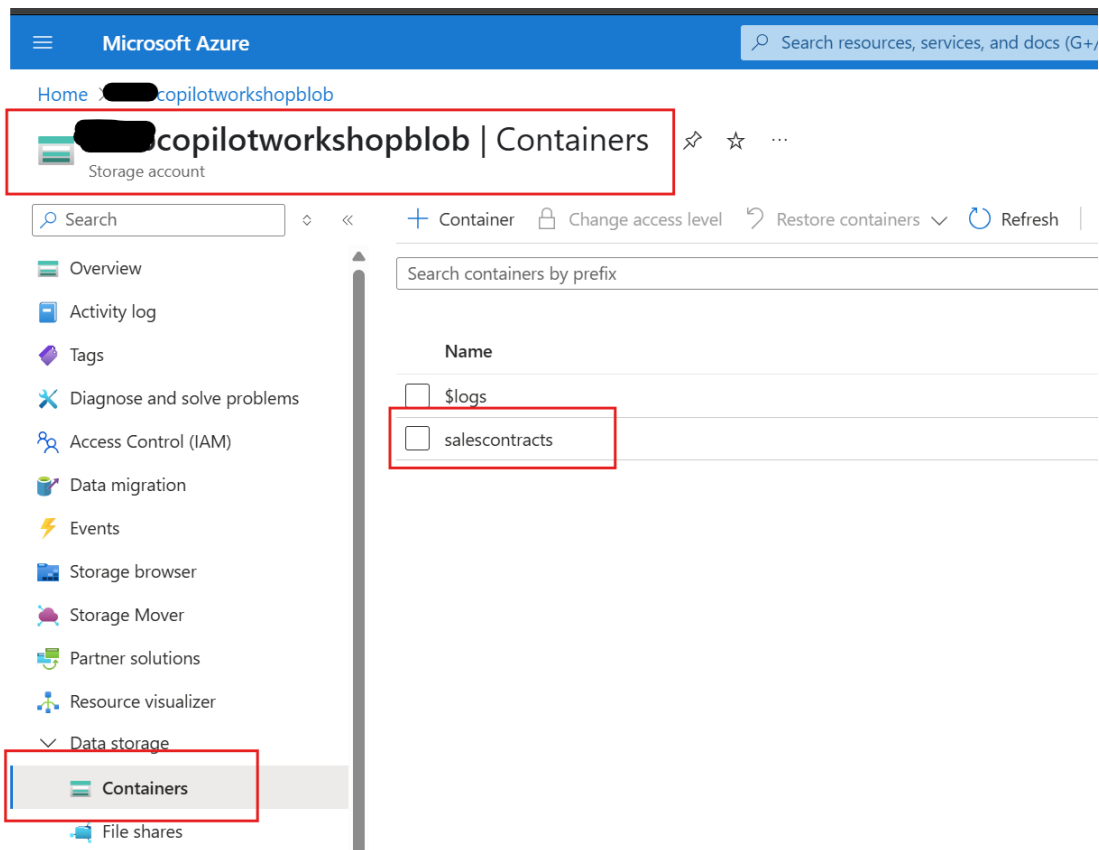 Microsoft Azure
Search resources, services, and docs (G+/
Home > copilotworkshopblob
copilotworkshopblob | Containers
Storage account
Search
Container Change access level Restore containers Refresh
Search containers by prefix
Overview
Activity log
Tags
Diagnose and solve problems
Access Control (IAM)
Data migration
Events
Storage browser
Storage Mover
Partner solutions
Resource visualizer
Data storage
Containers
File shares
Name
$logs
salescontracts